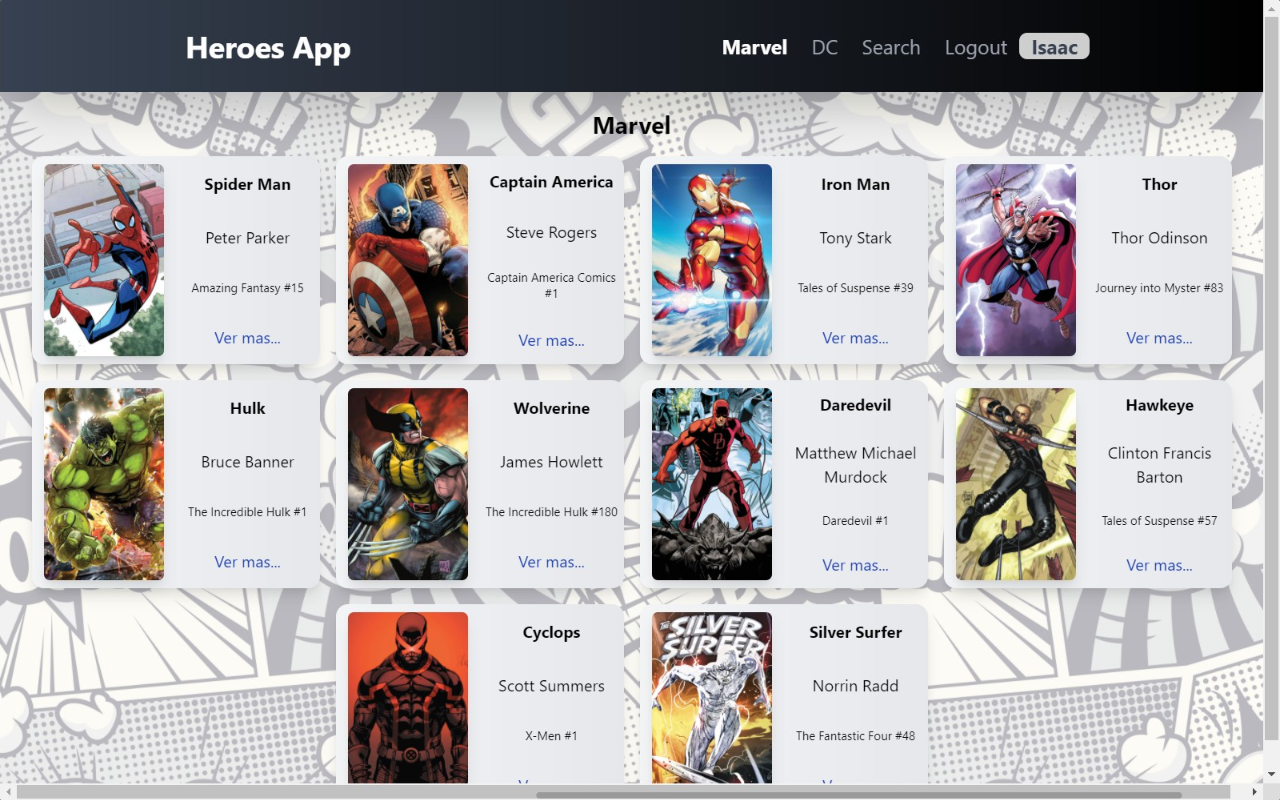 Heroes App
Marvel DC Search Logout Isaac
Marvel
Spider Man
Peter Parker
Amazing Fantasy #15
Ver mas...
Captain America
Steve Rogers
Captain America Comics
#1
Ver mas...
Iron Man
Tony Stark
Tales of Suspense #39
Ver mas...
Thor
Thor Odinson
Journey into Myster #83
Ver mas...
Hulk
Bruce Banner
The Incredible Hulk #1
Ver mas...
Wolverine
James Howlett
The Incredible Hulk #180
Ver mas...
Daredevil
Matthew Michael
Murdock
Daredevil #1
Ver mas...
Hawkeye
Clinton Francis
Barton
Tales of Suspense #57
Ver mas...
Cyclops
Scott Summers
X-Men #1
THE
SILVER
SURFER
Silver Surfer
Norrin Radd
The Fantastic Four #48